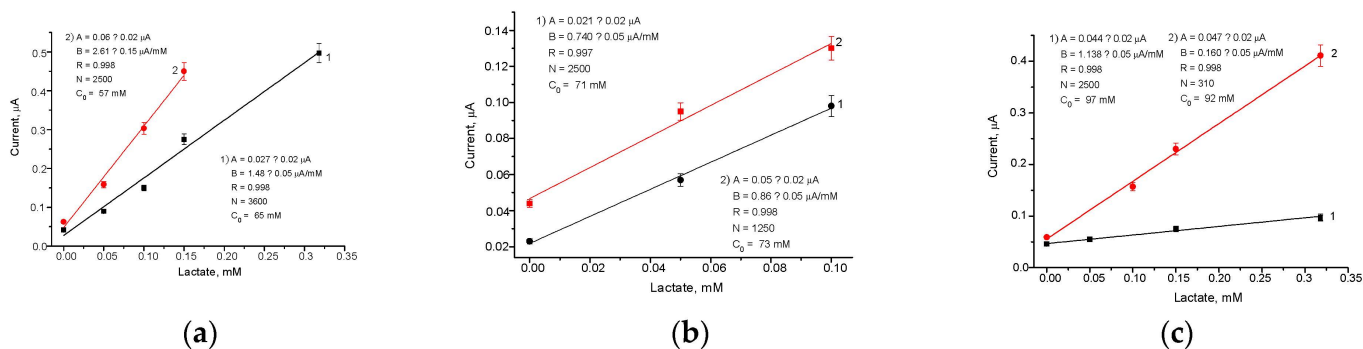 2) A = 0.06 ? 0.02 µA
B = 2.61 ? 0.15 µA/mM
R = 0.998
N = 2500
C₀ = 57 mM
2
1
1) A = 0.027 ? 0.02 µA
B = 1.48 ? 0.05 µA/mM
R = 0.998
N = 3600
C₀ = 65 mM
Current, µA
0.5
0.4
0.3
0.2
0.1
0.0
0.00 0.05 0.10 0.15 0.20 0.25 0.30 0.35
Lactate, mM
(a)
1) A = 0.021 ? 0.02 µA
B = 0.740 ? 0.05 µA/mM
R = 0.997
N = 2500
C₀ = 71 mM
2
1
2) A = 0.05 ? 0.02 µA
B = 0.86 ? 0.05 µA/mM
R = 0.998
N = 1250
C₀ = 73 mM
Current, µA
0.14
0.12
0.10
0.08
0.06
0.04
0.02
0.00 0.02 0.04 0.06 0.08 0.10
Lactate, mM
(b)
1) A = 0.044 ? 0.02 µA
B = 1.138 ? 0.05 µA/mM
R = 0.998
N = 2500
C₀ = 97 mM
2) A = 0.047 ? 0.02 µA
B = 0.160 ? 0.05 µA/mM
R = 0.998
N = 310
C₀ = 92 mM
2
1
Current, µA
0.4
0.2
0.1
0.0
0.00 0.05 0.10 0.15 0.20 0.25 0.3 0.35
Lactate, mM
(c)